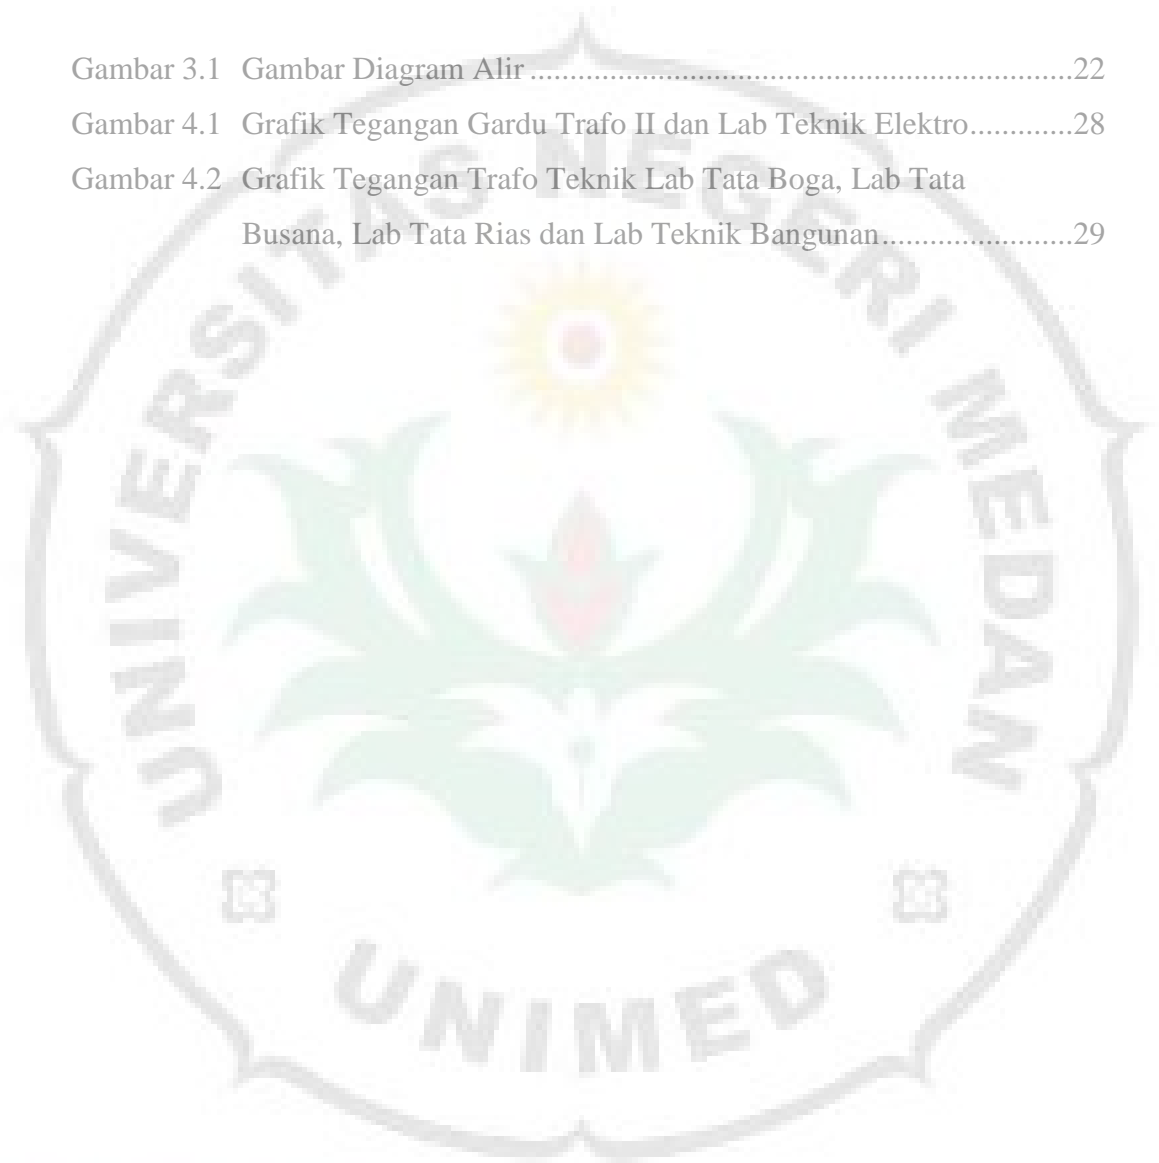 Gambar 3.1 Gambar Diagram Alir ....................................................................22
Gambar 4.1 Grafik Tegangan Gardu Trafo II dan Lab Teknik Elektro.............28
Gambar 4.2 Grafik Tegangan Trafo Teknik Lab Tata Boga, Lab Tata
Busana, Lab Tata Rias dan Lab Teknik Bangunan........................29
UNIVERSITAS NEGERI MEDAN
UNIMED